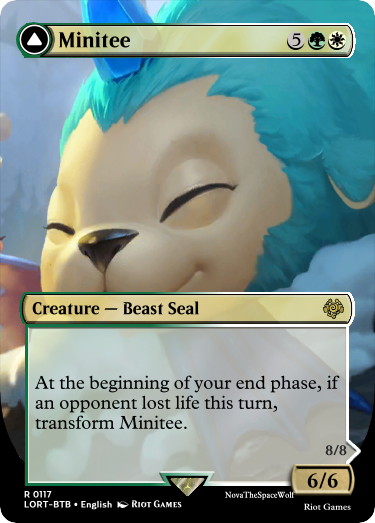 Minitee 5
Creature — Beast Seal
At the beginning of your end phase, if
an opponent lost life this turn,
transform Minitee.
8/8
6/6
R 0117
LORT-BTB • English Riot Games
NovaTheSpaceWolf
Riot Games